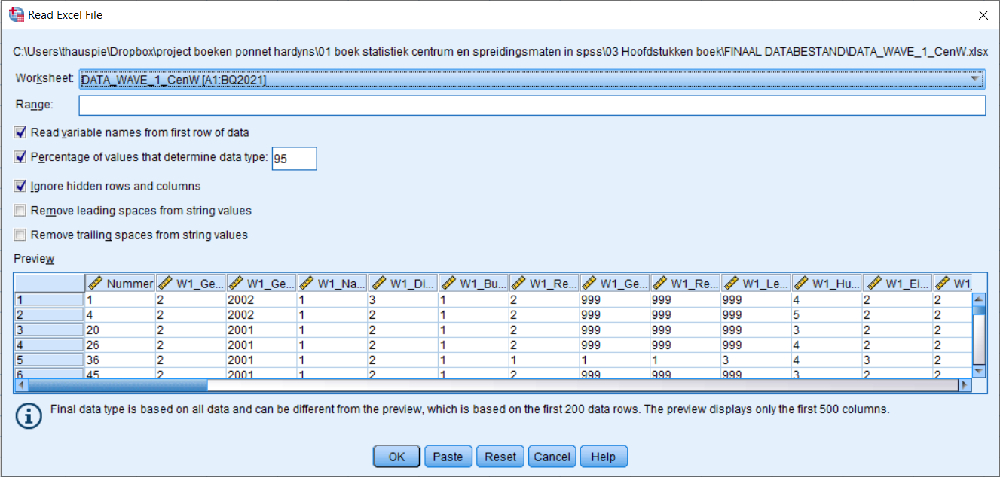 Read Excel File
C:\Users\thauspie\Dropbox\project boeken ponnet hardyns\01 boek statistiek centrum en spreidingsmaten in spss\03 Hoofdstukken boek\FINAAL DATABESTAND\DATA_WAVE_1_CenW.xlsx
Worksheet: DATA_WAVE_1_CenW [A1:BQ2021]
Range:
Read variable names from first row of data
Percentage of values that determine data type: 95
Ignore hidden rows and columns
Remove leading spaces from string values
Remove trailing spaces from string values
Preview
Nummer W1_Ge... W1_Ge... W1_Na... W1_Di... W1_Bu... W1_Re... W1_Ge... W1_Re... W1_Le... W1_Hu... W1_Ei... W1_
1 1 2 2002 1 3 1 2 999 999 999 4 2 2
2 4 2 2002 1 2 1 2 999 999 999 5 2 2
3 20 2 2001 1 2 1 2 999 999 999 3 2 2
4 26 2 2001 1 2 1 2 999 999 999 4 2 2
5 36 2 2001 1 2 1 1 1 1 3 4 3 2
6 45 2 2001 1 2 1 2 999 999 999 3 2 2
Final data type is based on all data and can be different from the preview, which is based on the first 200 data rows. The preview displays only the first 500 columns.
OK Paste Reset Cancel Help